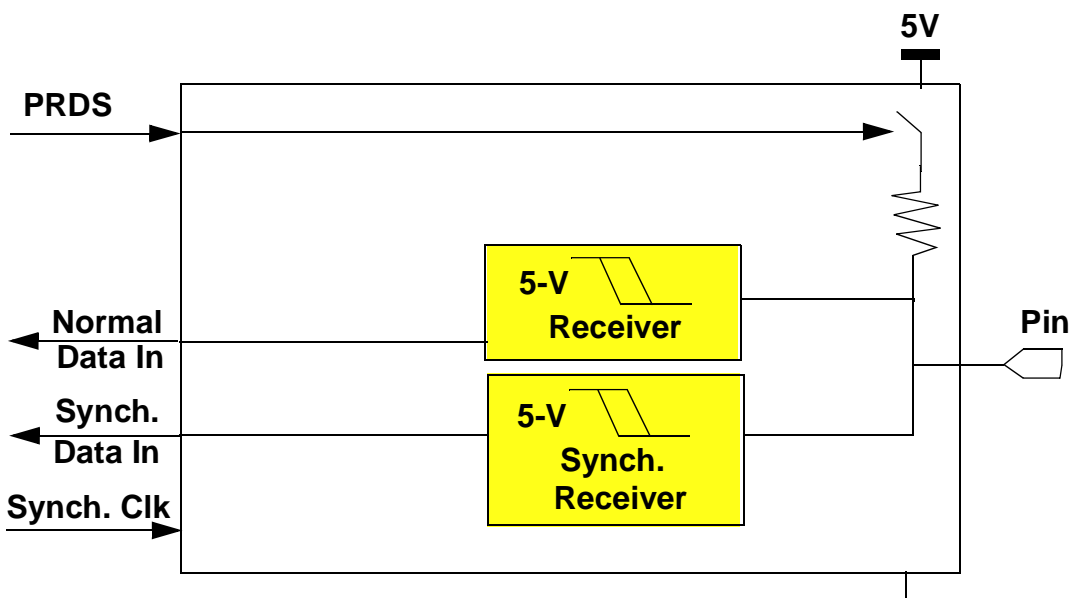 5V
PRDS
5-V
Receiver
Normal
Data In
Pin
5-V
Synch.
Receiver
Synch.
Data In
Synch. Clk